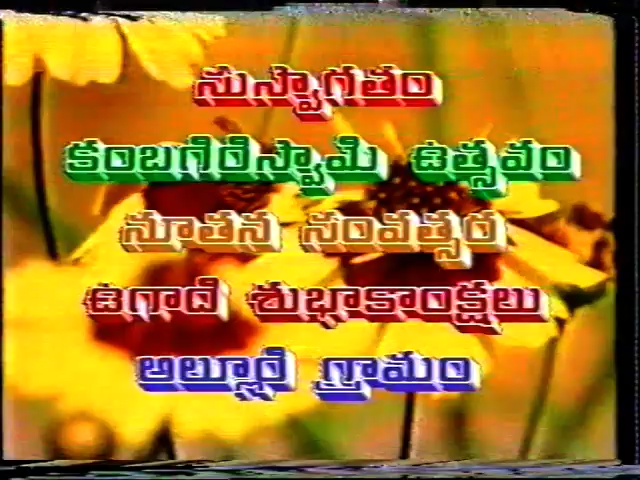 సుస్వాగతం
కంబగిరిస్వామి ఉత్సవం
నూతన సంవత్సర
ఉగాది శుభాకాంక్షలు
అల్లూరి గ్రామం